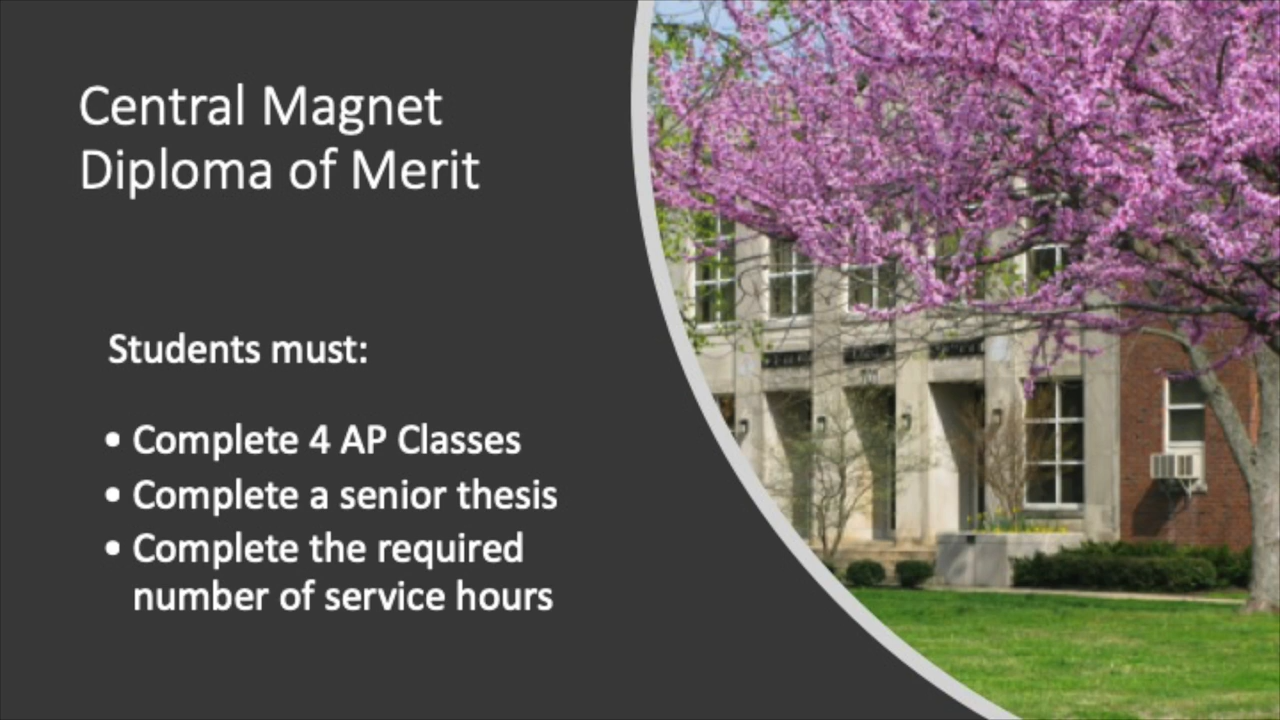 Central Magnet
Diploma of Merit
Students must:
• Complete 4 AP Classes
• Complete a senior thesis
• Complete the required
number of service hours